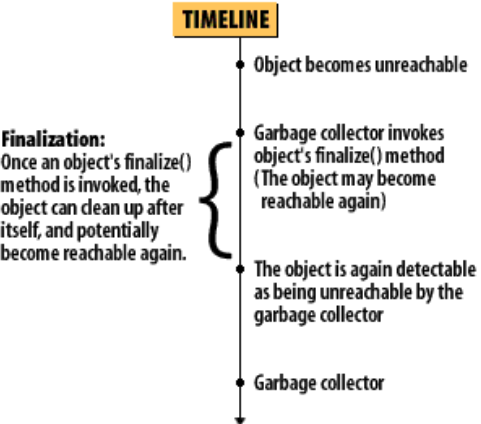 TIMELINE
Object becomes unreachable
Garbage collector invokes
object's finalize() method
(The object may become
reachable again)
Finalization:
Once an object's finalize()
method is invoked, the
object can clean up after
itself, and potentially
become reachable again.
The object is again detectable
as being unreachable by the
garbage collector
Garbage collector